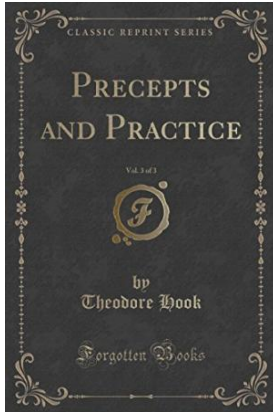 CLASSIC REPRINT SERIES
PRECEPTS
AND PRACTICE
Vol. 3 of 3
F
by
Theodore Hook
Forgotten Books